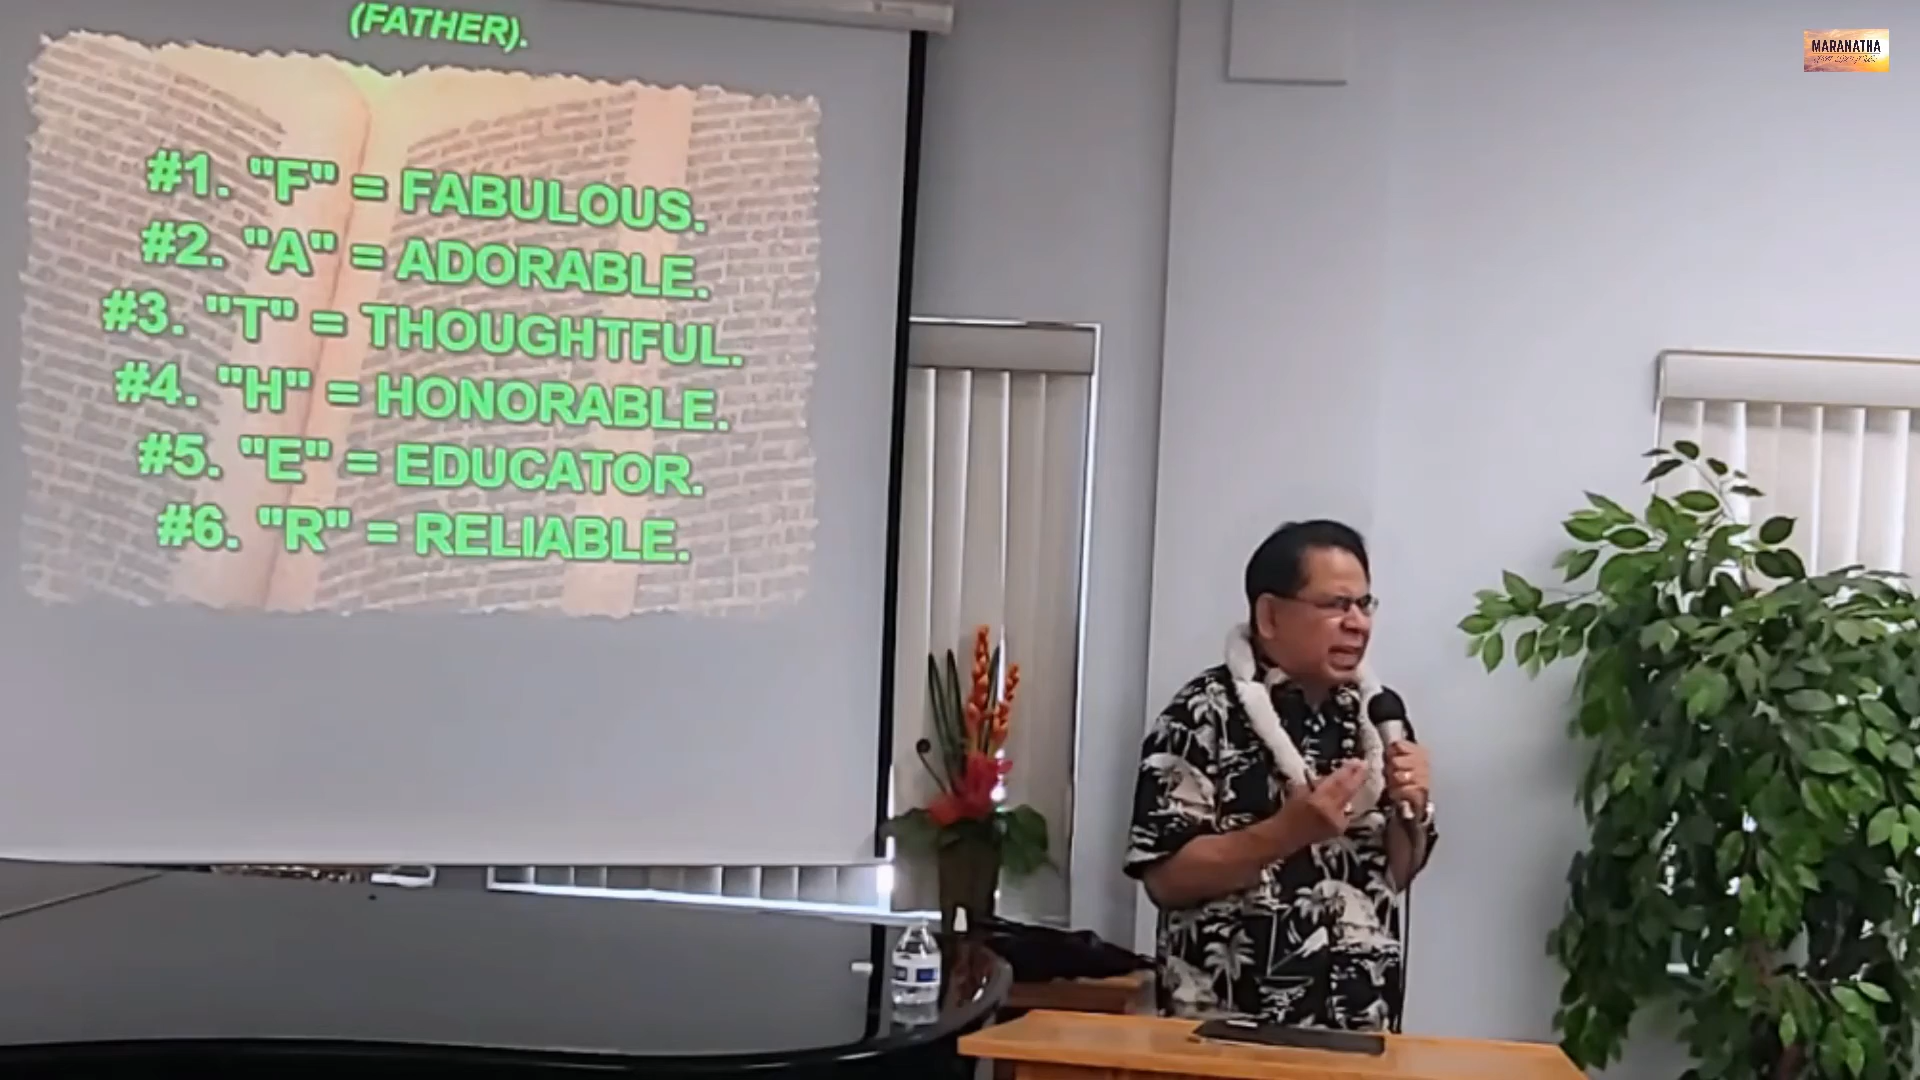 (FATHER).
#1. "F" = FABULOUS.
#2. "A" = ADORABLE.
#3. "T" = THOUGHTFUL.
#4. "H" = HONORABLE.
#5. "E" = EDUCATOR.
#6. "R" = RELIABLE.
MARANATHA